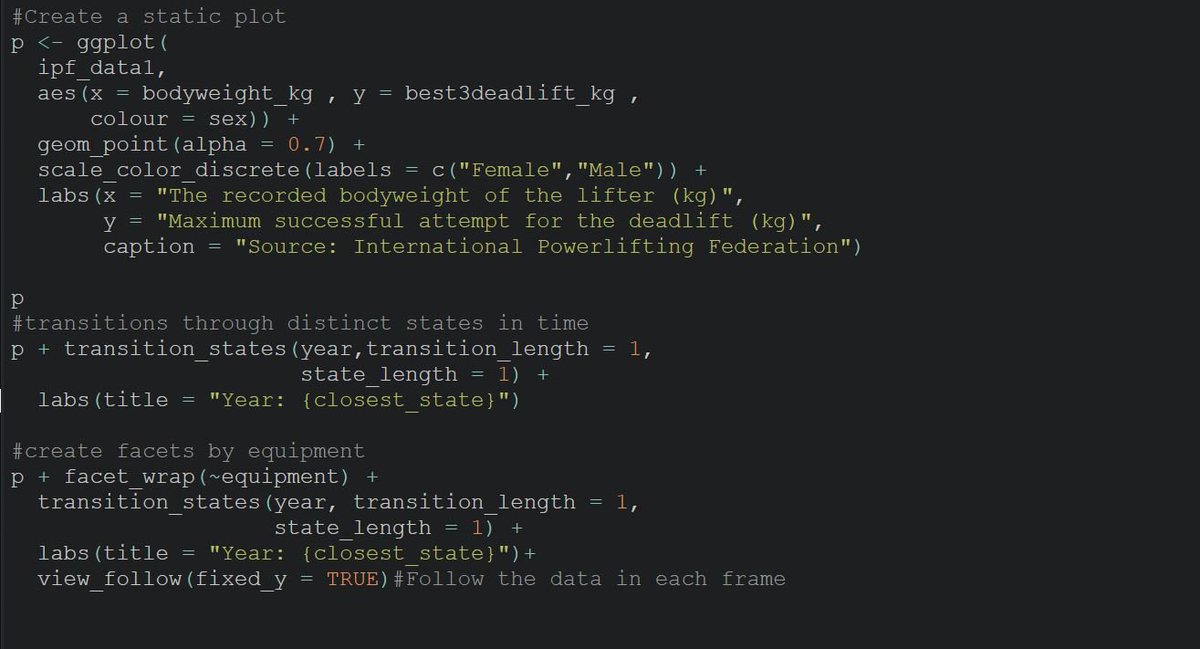 #Create a static plot
p <- ggplot(
  ipf_data1,
  aes(x = bodyweight_kg , y = best3deadlift_kg ,
      colour = sex)) +
  geom_point(alpha = 0.7) +
  scale_color_discrete(labels = c("Female","Male")) +
  labs(x = "The recorded bodyweight of the lifter (kg)",
       y = "Maximum successful attempt for the deadlift (kg)",
       caption = "Source: International Powerlifting Federation")

p
#transitions through distinct states in time
p + transition_states(year,transition_length = 1,
                      state_length = 1) +
  labs(title = "Year: {closest_state}")

#create facets by equipment
p + facet_wrap(~equipment) +
  transition_states(year, transition_length = 1,
                    state_length = 1) +
  labs(title = "Year: {closest_state}")+
  view_follow(fixed_y = TRUE)#Follow the data in each frame